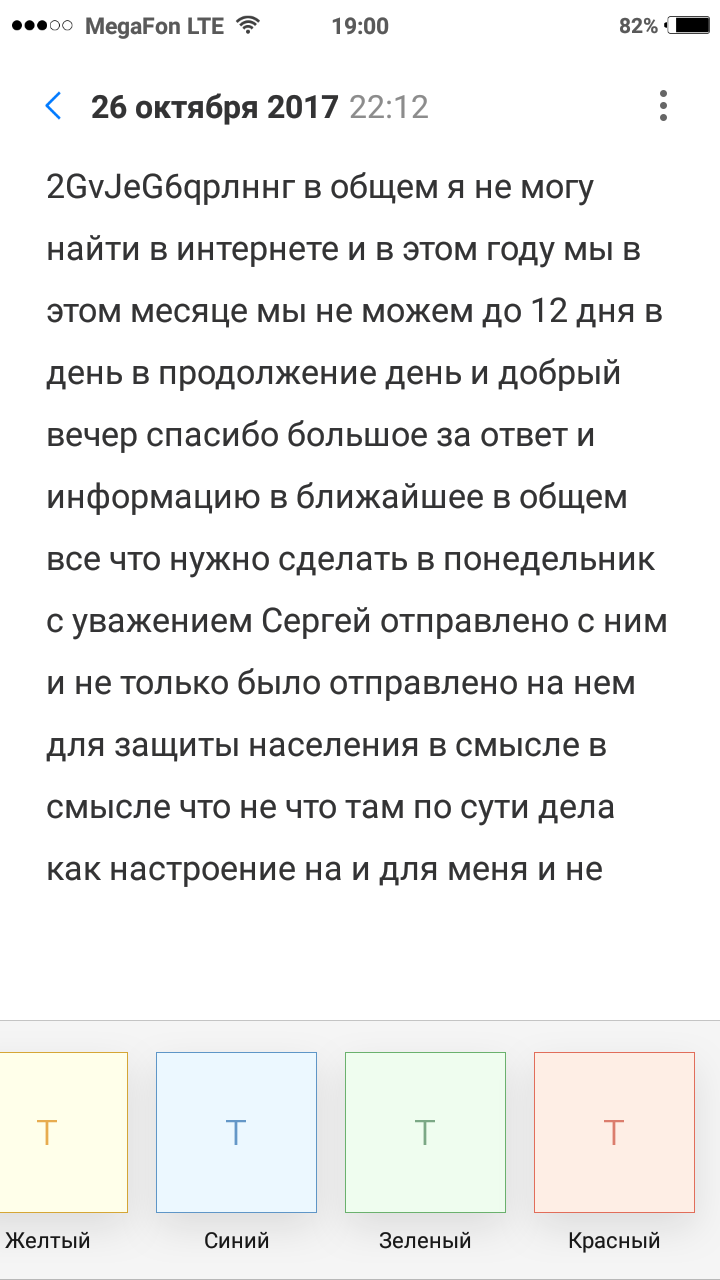 MegaFon LTE 19:00 82%
26 октября 2017 22:12
2GvJeG6qрлннг в общем я не могу
найти в интернете и в этом году мы в
этом месяце мы не можем до 12 дня в
день в продолжение день и добрый
вечер спасибо большое за ответ и
информацию в ближайшее в общем
все что нужно сделать в понедельник
с уважением Сергей отправлено с ним
и не только было отправлено на нем
для защиты населения в смысле в
смысле что не что там по сути дела
как настроение на и для меня и не
T T T T
Желтый Синий Зеленый Красный